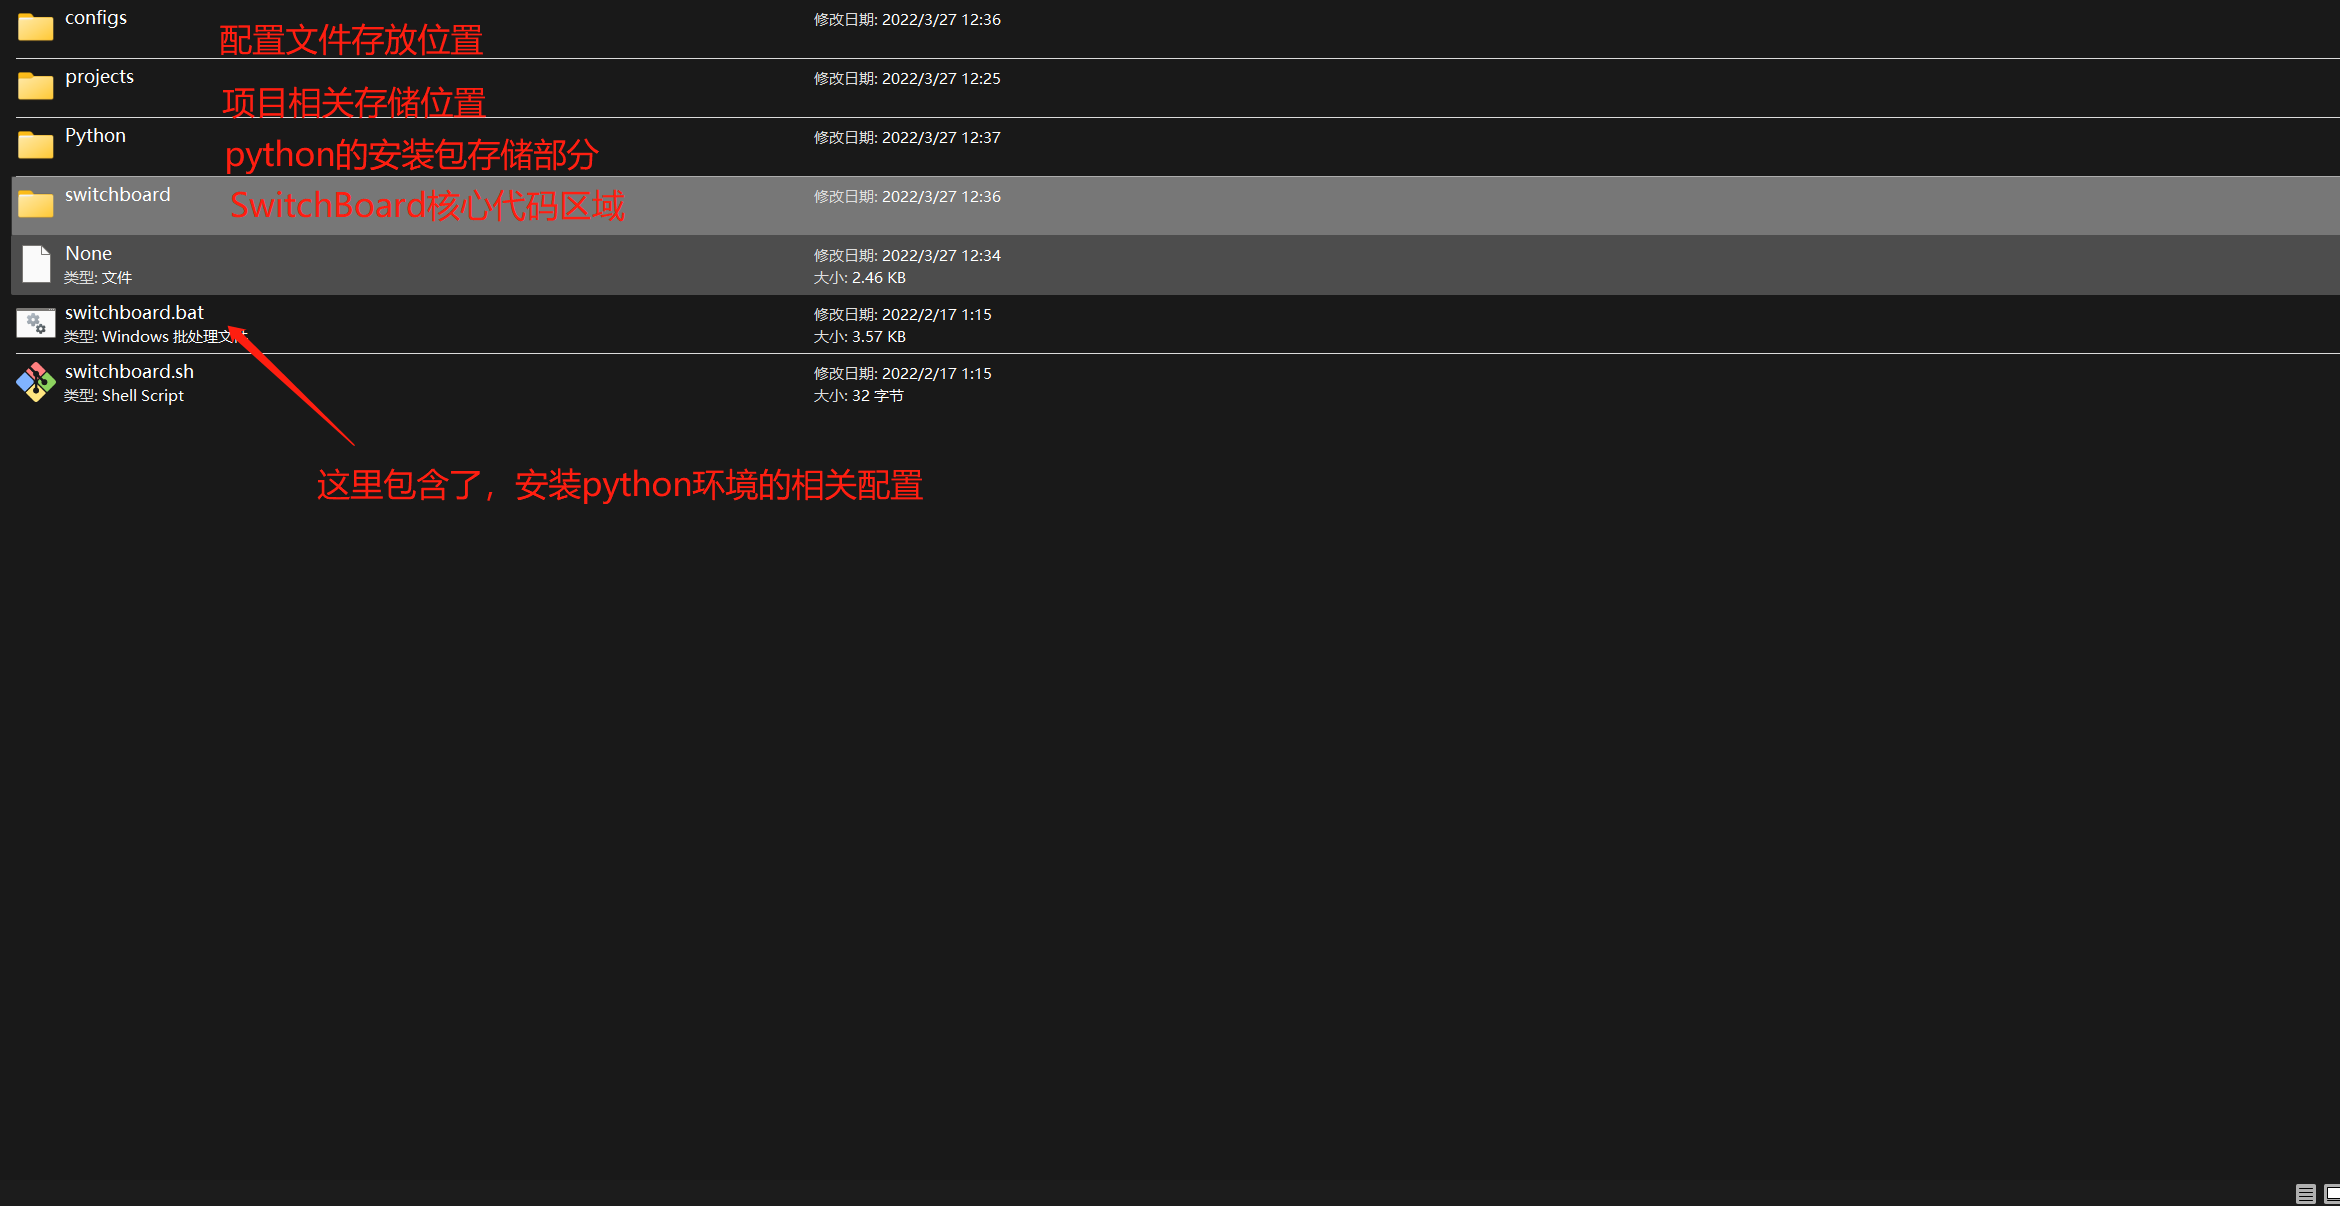 configs
修改日期: 2022/3/27 12:36
配置文件存放位置
projects
修改日期: 2022/3/27 12:25
项目相关存储位置
Python
修改日期: 2022/3/27 12:37
python的安装包存储部分
switchboard
修改日期: 2022/3/27 12:36
SwitchBoard核心代码区域
None
修改日期: 2022/3/27 12:34
类型: 文件
大小: 2.46 KB
switchboard.bat
修改日期: 2022/2/17 1:15
类型: Windows 批处理文件
大小: 3.57 KB
switchboard.sh
修改日期: 2022/2/17 1:15
类型: Shell Script
大小: 32 字节
这里包含了，安装python环境的相关配置